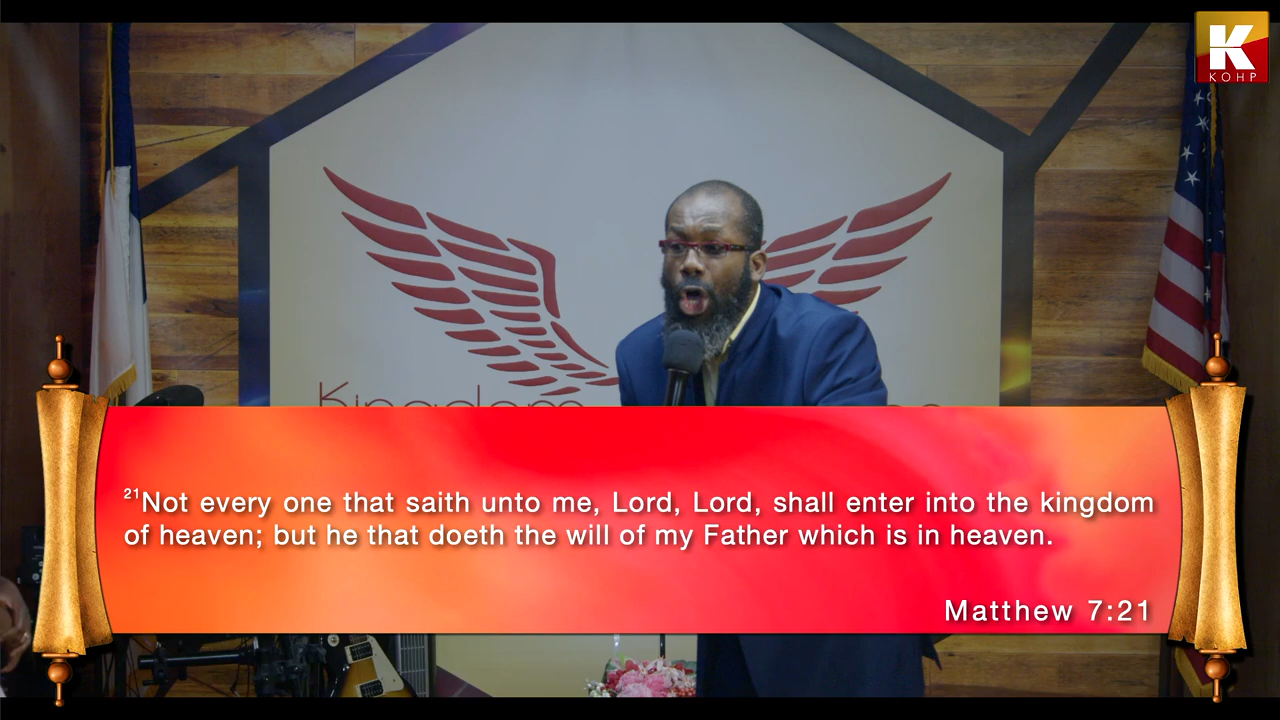 K
KOHP
Kingdom
21Not every one that saith unto me, Lord, Lord, shall enter into the kingdom
of heaven; but he that doeth the will of my Father which is in heaven.
Matthew 7:21